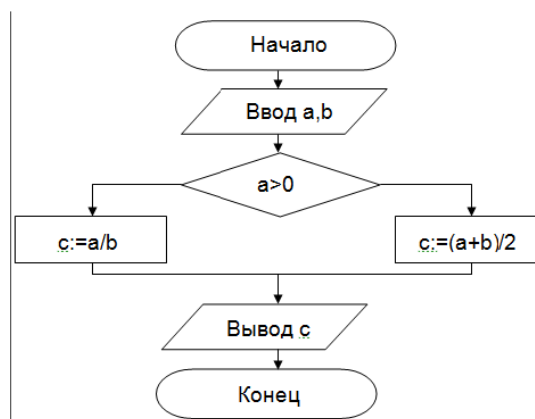 Начало
Ввод a,b
a>0
c:=a/b
c:=(a+b)/2
Вывод c
Конец